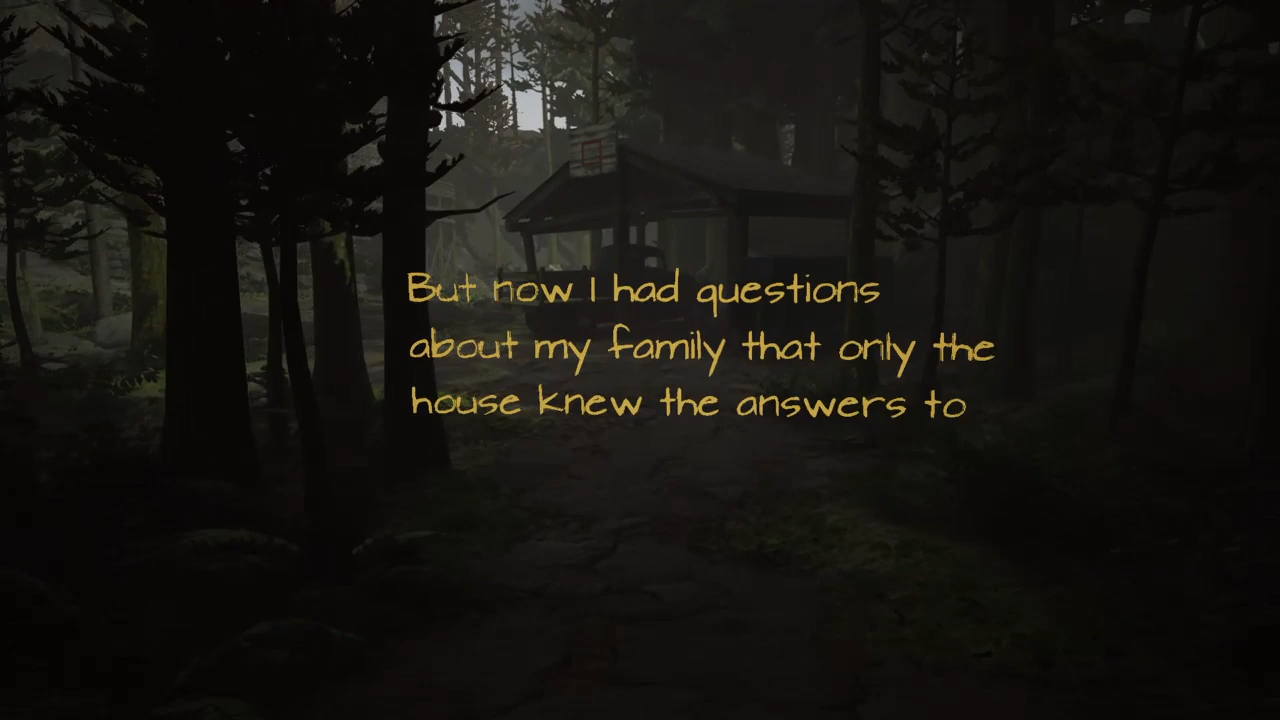 But now I had questions
about my family that only the
house knew the answers to